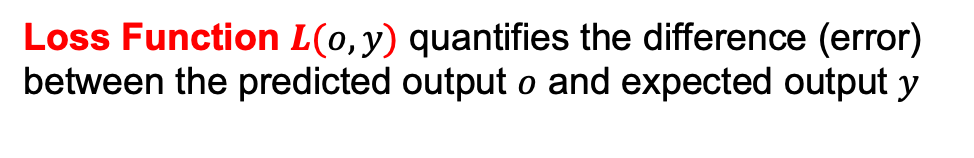 Loss Function L(o, y) quantifies the difference (error)
between the predicted output o and expected output y